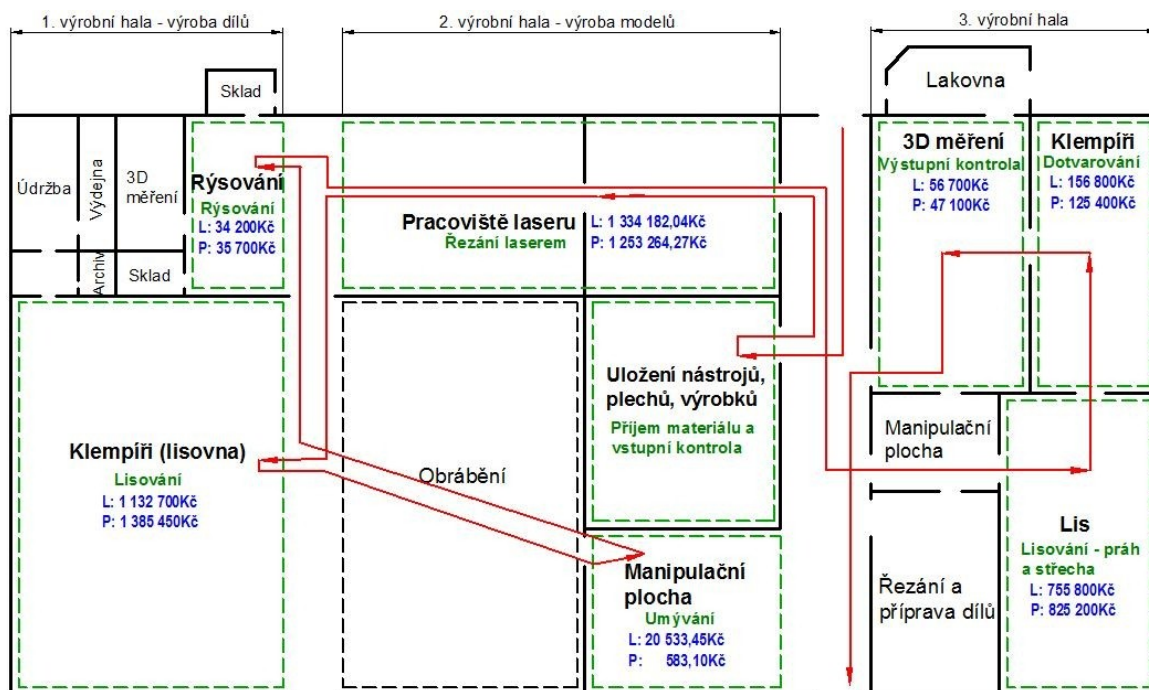 1. výrobní hala - výroba dílů
2. výrobní hala - výroba modelů
3. výrobní hala
Sklad
Lakovna
Údržba
Výdejna
3D
měření
Rýsování
Rýsování
L: 34 200Kč
P: 35 700Kč
Archiv
Sklad
Pracoviště laseru
Řezání laserem
L: 1 334 182,04Kč
P: 1 253 264,27Kč
3D měření
Výstupní kontrola
L: 56 700Kč
P: 47 100Kč
Klempíři
Dotvarování
L: 156 800Kč
P: 125 400Kč
Klempíři (lisovna)
Lisování
L: 1 132 700Kč
P: 1 385 450Kč
Obrábění
Uložení nástrojů,
plechů, výrobků
Příjem materiálu a
vstupní kontrola
Manipulační
plocha
Umývání
L: 20 533,45Kč
P: 583,10Kč
Manipulační
plocha
Řezání a
příprava dílů
Lis
Lisování - práh
a střecha
L: 755 800Kč
P: 825 200Kč